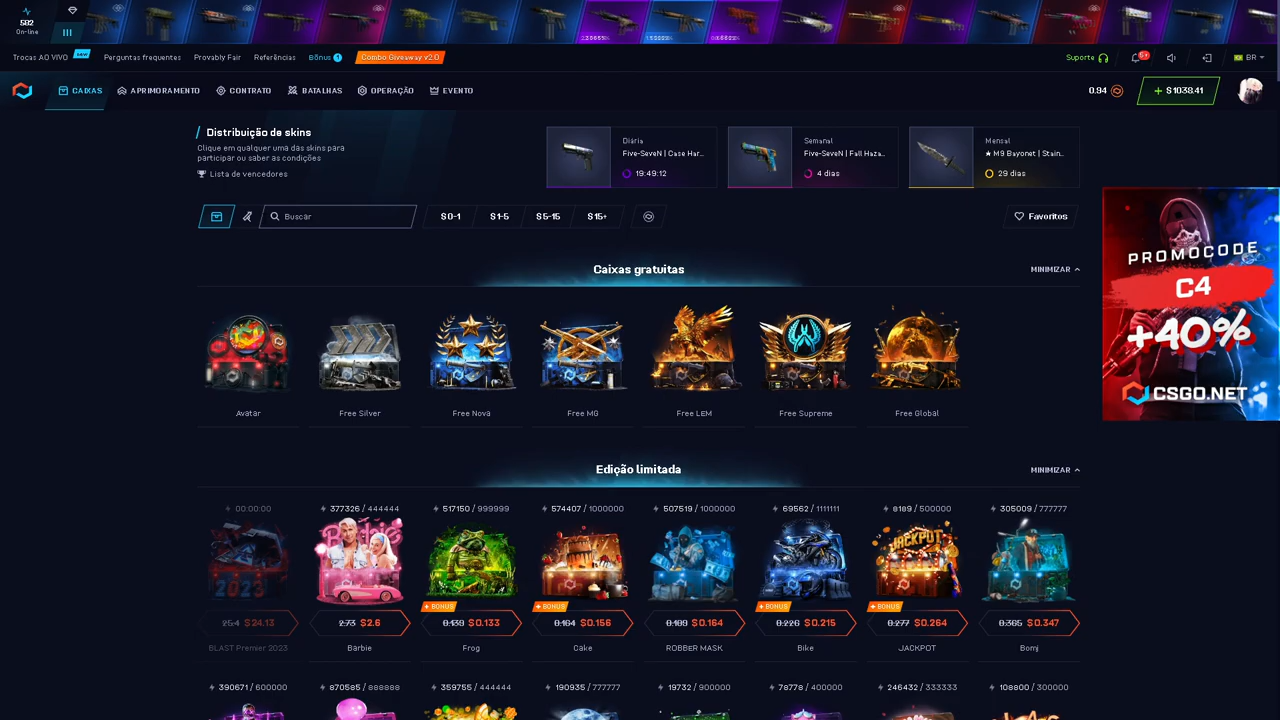 582
On-line
Troças AO VIVO
NEW
Perguntas frequentes
Provably Fair
Referências
Bônus
1
Combo Giveaway v2.0
Suporte
5+
BR
CAIXAS
APRIMORAMENTO
CONTRATO
BATALHAS
OPERAÇÃO
EVENTO
0.94
+ $ 1038.41
Distribuição de skins
Clique em qualquer uma das skins para
participar ou saber as condições
Lista de vencedores
Diária
Five-SeveN | Case Har...
19:49:12
Semanal
Five-SeveN | Fall Haza...
4 dias
Mensal
★ M9 Bayonet | Stain...
29 dias
Buscar
$ 0-1
$ 1-5
$ 5-15
$ 15+
Favoritos
PROMOCODE
C4
+40%
CSGO.NET
Caixas gratuitas
MINIMIZAR
Avatar
Free Silver
Free Nova
Free MG
Free LEM
Free Supreme
Free Global
Edição limitada
MINIMIZAR
00:00:00
377326 / 444444
517150 / 999999
574407 / 1000000
507519 / 1000000
69562 / 1111111
8189 / 500000
305009 / 777777
2023
Barbie
JACKPOT
+ BONUS
+ BONUS
+ BONUS
+ BONUS
25.4 $ 24.13
2.73 $ 2.6
0.139 $ 0.133
0.164 $ 0.156
0.189 $ 0.164
0.226 $ 0.215
0.277 $ 0.264
0.365 $ 0.347
BLAST Premier 2023
Barbie
Frog
Cake
ROBBER MASK
Bike
JACKPOT
Bomj
390671 / 600000
870585 / 888888
359755 / 444444
190935 / 777777
19732 / 900000
78778 / 400000
246432 / 333333
108800 / 300000